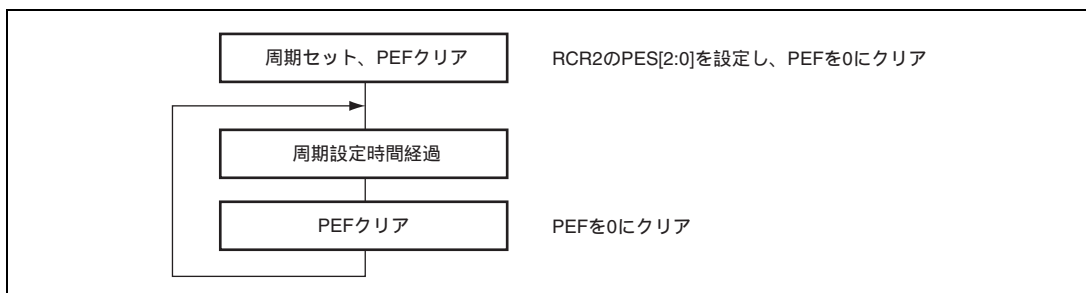 周期セット、PEFクリア
RCR2のPES[2:0]を設定し、PEFを0にクリア
周期設定時間経過
PEFクリア
PEFを0にクリア